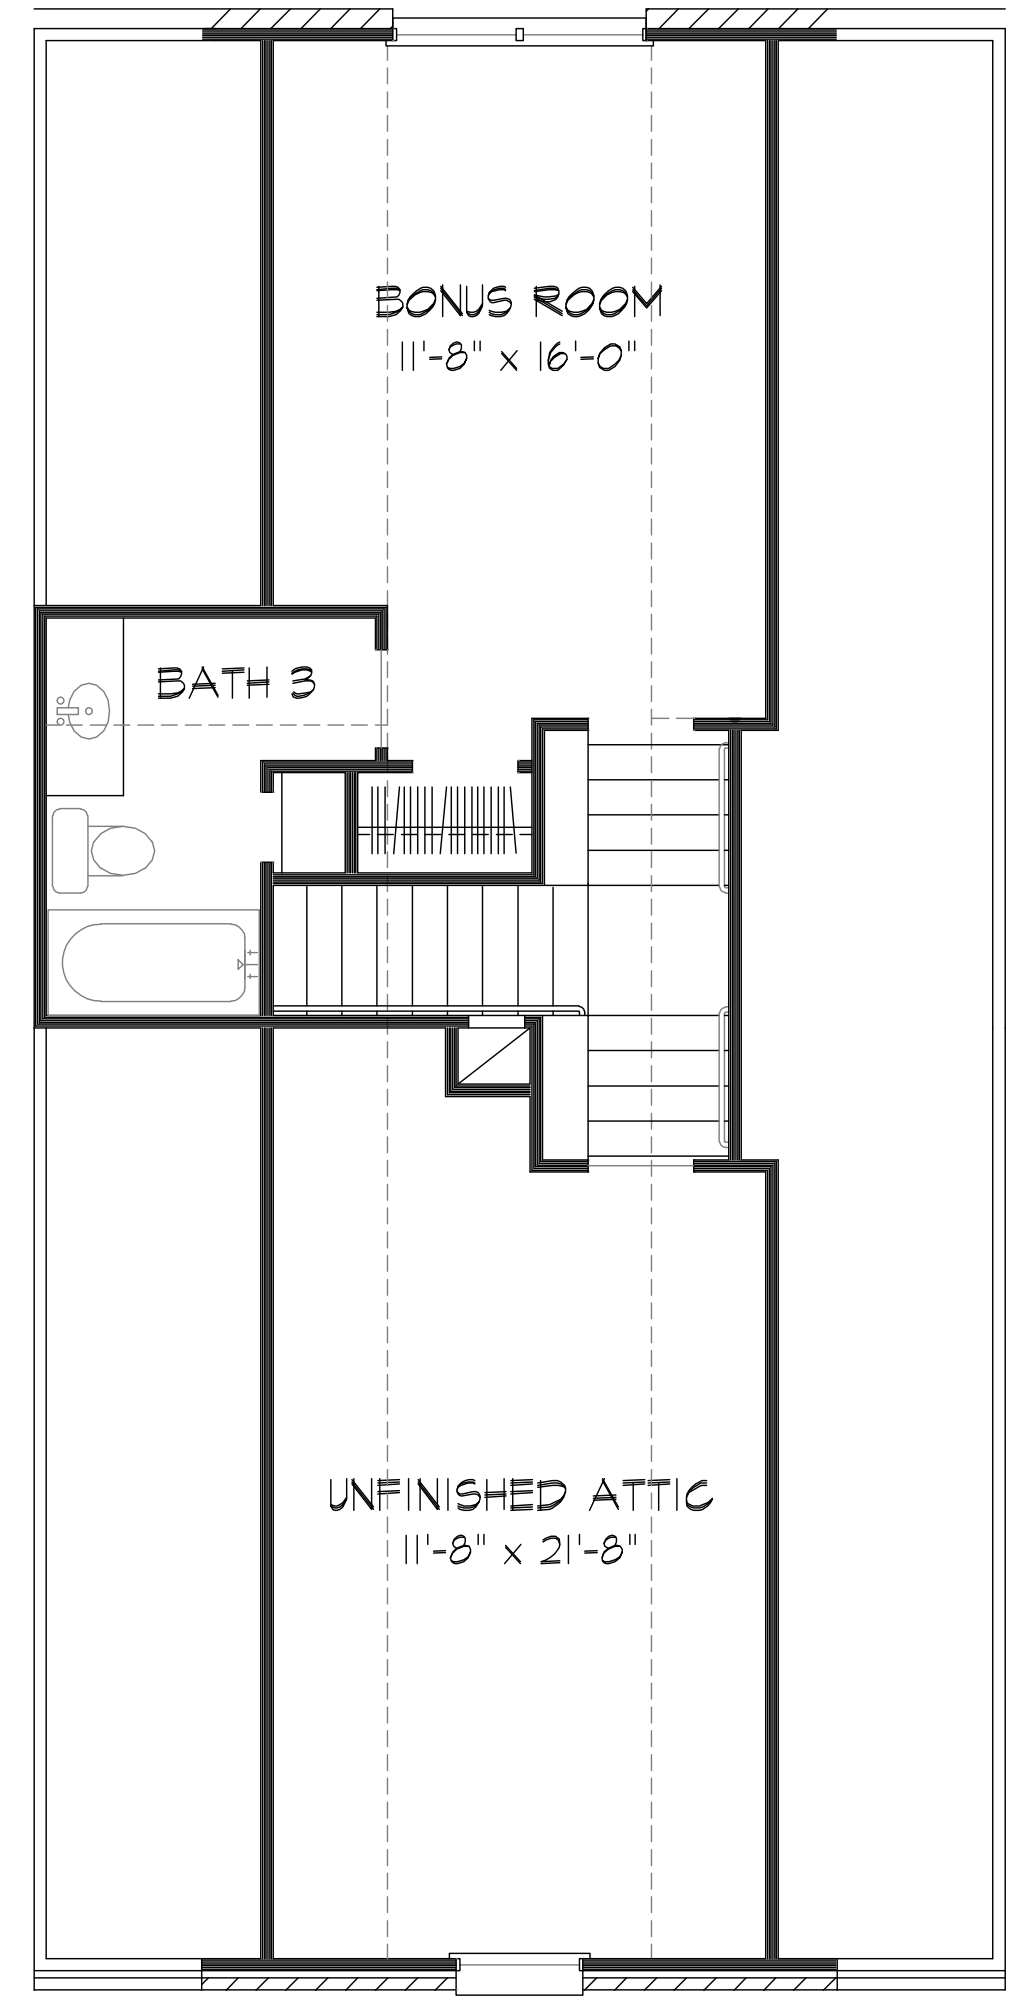 BONUS ROOM
11'-8" x 16'-0"
BATH 3
UNFINISHED ATTIC
11'-8" x 21'-8"